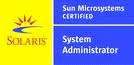 Sun Microsystems
CERTIFIED
SOLARIS
System
Administrator